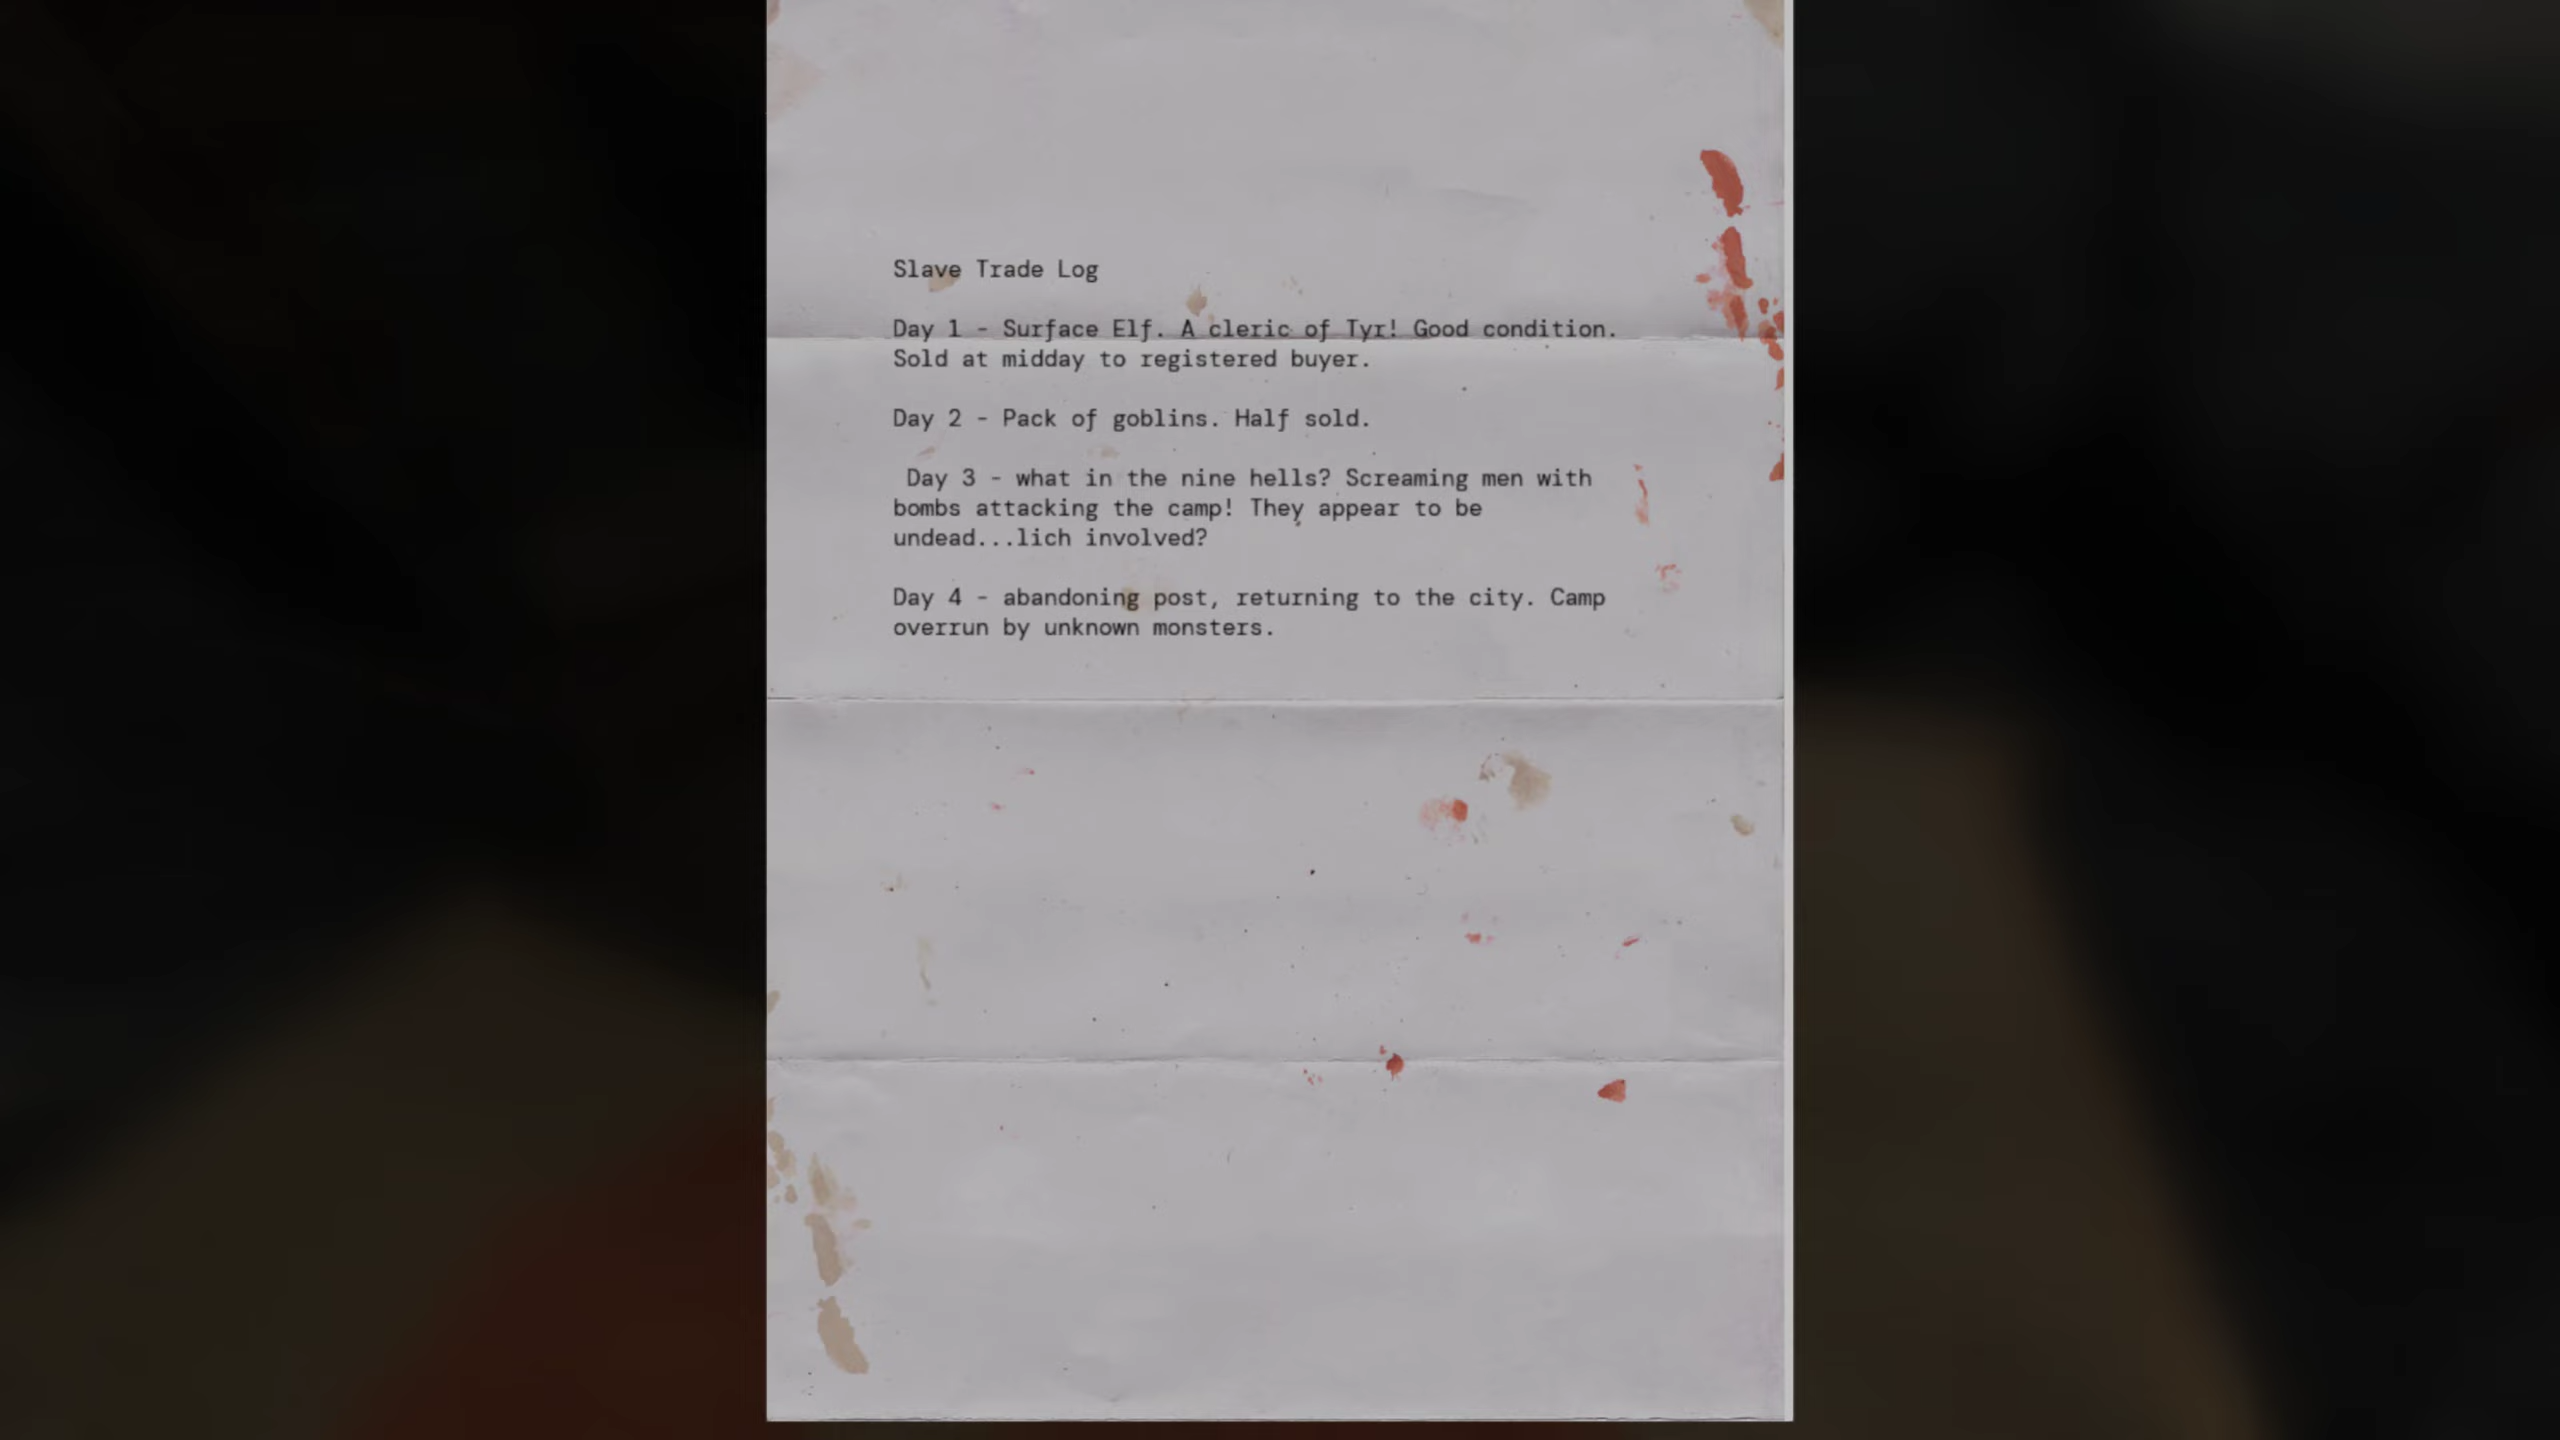 Slave Trade Log
Day 1 - Surface Elf. A cleric of Tyr! Good condition.
Sold at midday to registered buyer.
Day 2 - Pack of goblins. Half sold.
Day 3 - what in the nine hells? Screaming men with
bombs attacking the camp! They appear to be
undead...lich involved?
Day 4 - abandoning post, returning to the city. Camp
overrun by unknown monsters.